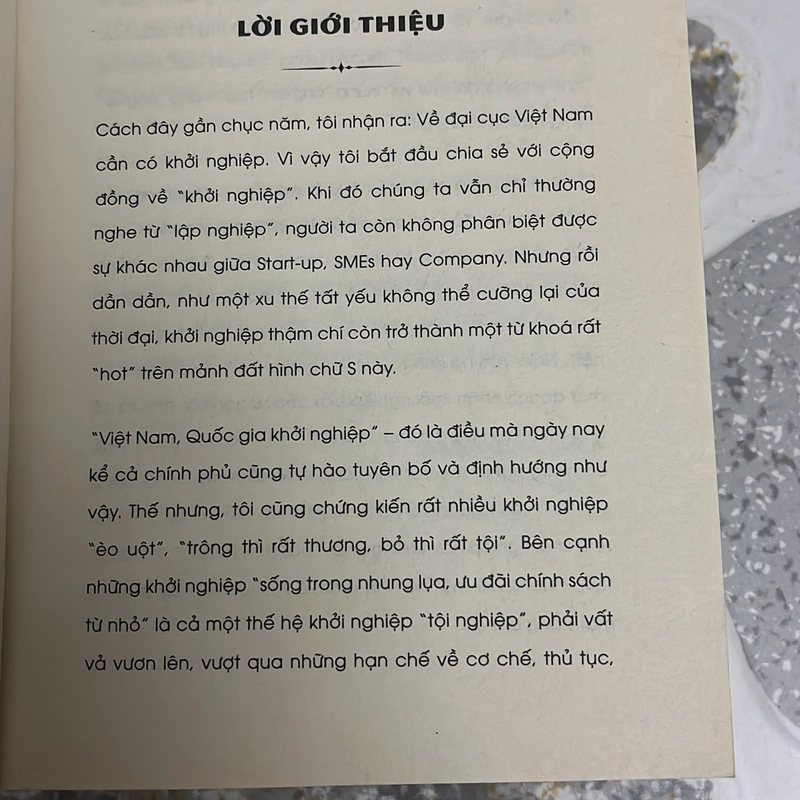 LỜI GIỚI THIỆU
Cách đây gần chục năm, tôi nhận ra: Về đại cục Việt Nam
cần có khởi nghiệp. Vì vậy tôi bắt đầu chia sẻ với cộng
đồng về “khởi nghiệp”. Khi đó chúng ta vẫn chỉ thường
nghe từ “lập nghiệp”, người ta còn không phân biệt được
sự khác nhau giữa Start-up, SMEs hay Company. Nhưng rồi
dần dần, như một xu thế tất yếu không thể cưỡng lại của
thời đại, khởi nghiệp thậm chí còn trở thành một từ khoá rất
“hot” trên mảnh đất hình chữ S này.
“Việt Nam, Quốc gia khởi nghiệp” – đó là điều mà ngày nay
kể cả chính phủ cũng tự hào tuyên bố và định hướng như
vậy. Thế nhưng, tôi cũng chứng kiến rất nhiều khởi nghiệp
“èo uột”, “trông thì rất thương, bỏ thì rất tội”. Bên cạnh
những khởi nghiệp “sống trong nhung lụa, ưu đãi chính sách
từ nhỏ” là cả một thế hệ khởi nghiệp “tội nghiệp”, phải vất
vả vươn lên, vượt qua những hạn chế về cơ chế, thủ tục,